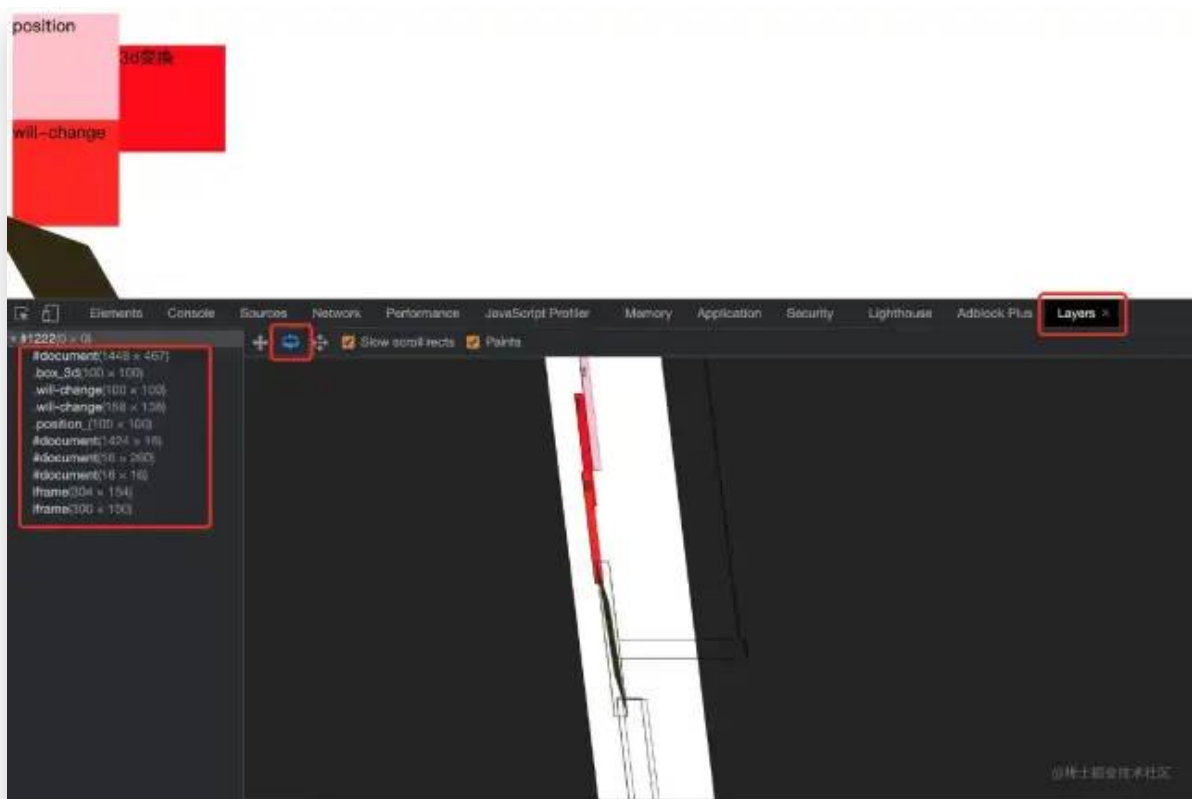 position
3d变换
will-change
Elements Console Sources Network Performance JavaScript Profiler Memory Application Security Lighthouse Adblock Plus Layers ×
#1222(0 × 0)
Slow scroll rects Paints
#document(1448 × 467)
.box_3d(100 × 100)
.will-change(100 × 100)
.will-change(158 × 138)
.position_(100 × 100)
#document(1424 × 16)
#document(16 × 260)
#document(16 × 16)
iframe(304 × 154)
iframe(300 × 150)
@稀土掘金技术社区